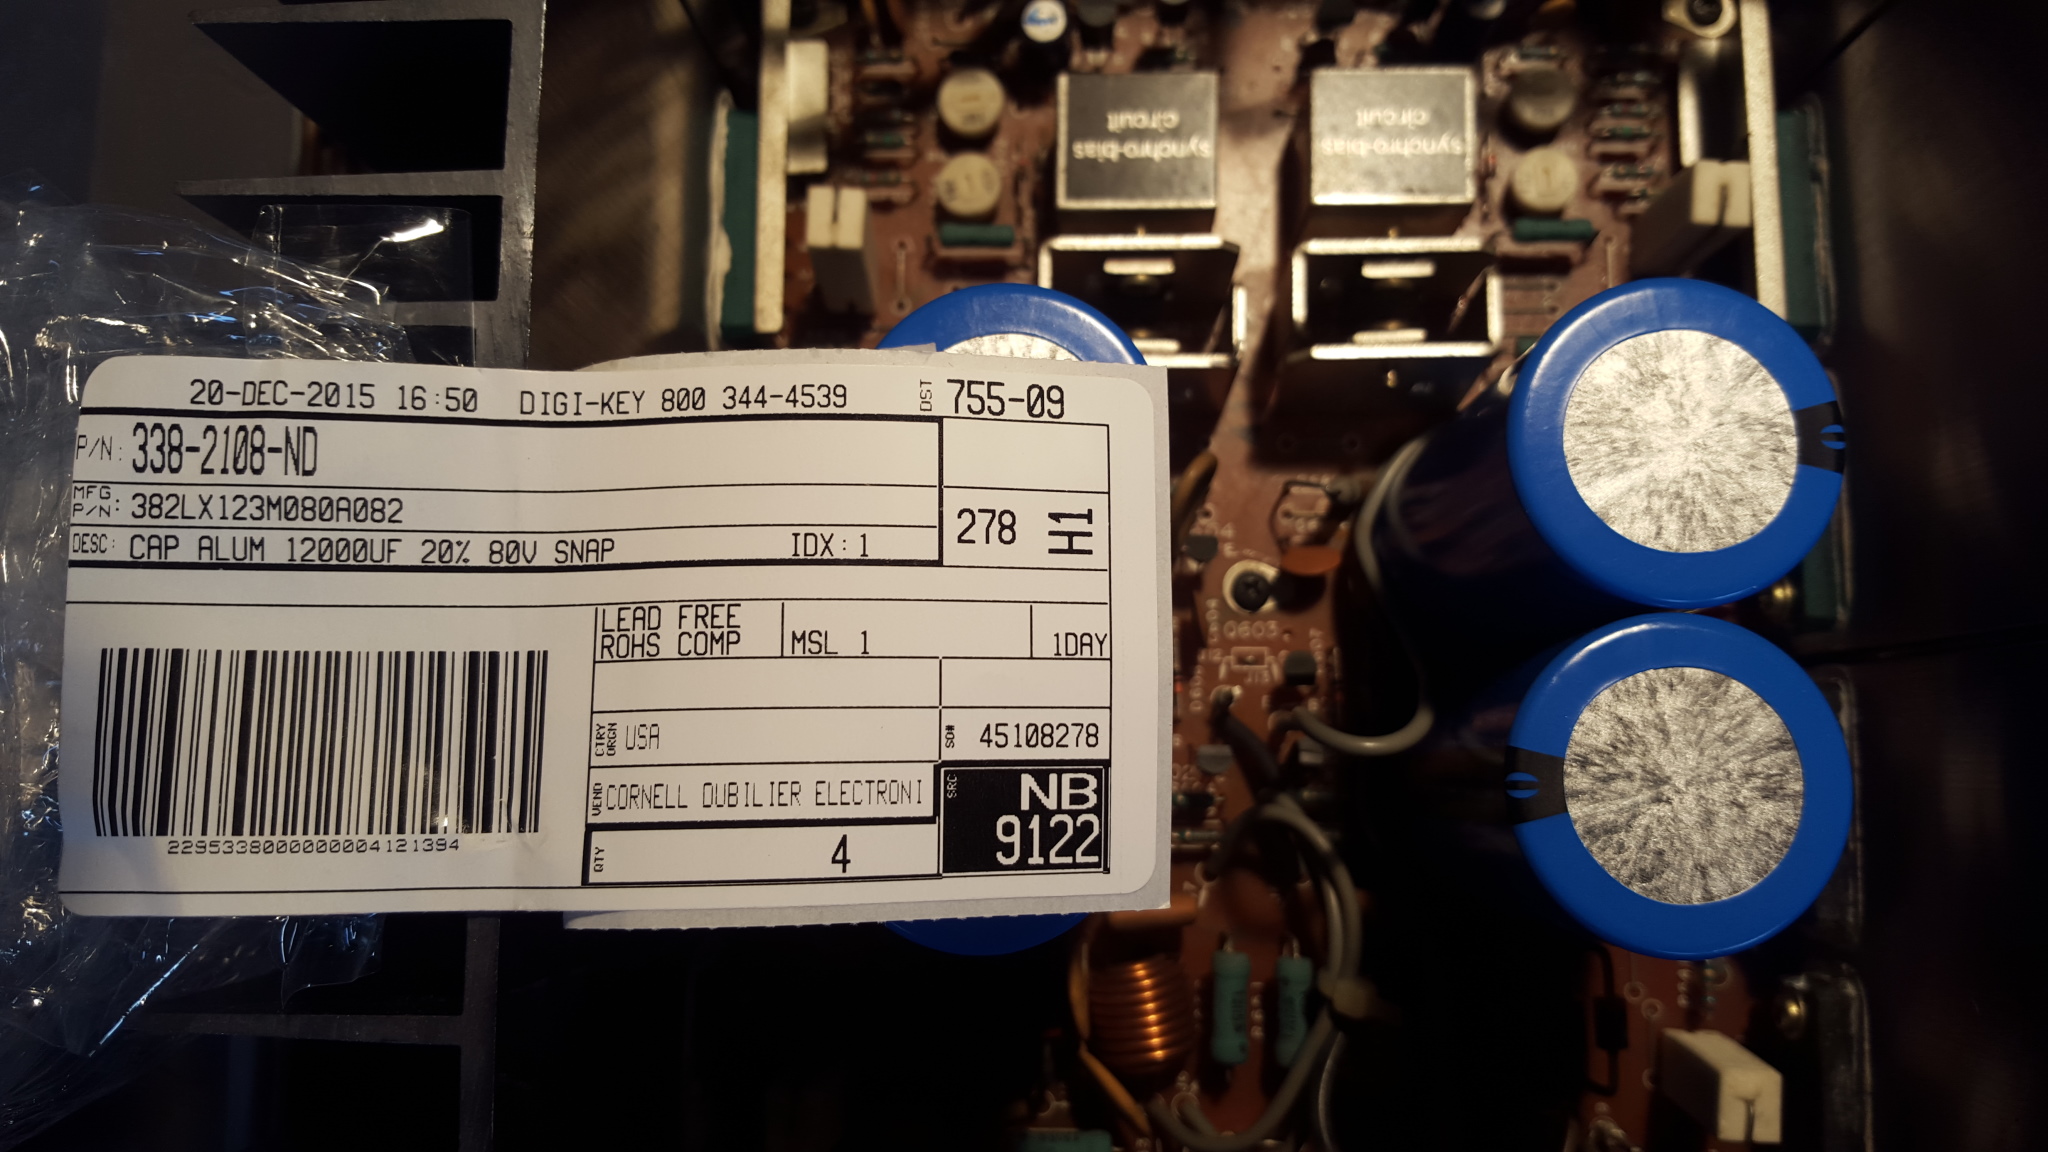 20-DEC-2015 16:50 DIGI-KEY 800 344-4539 DST 755-09
P/N: 338-2108-ND
MFG P/N: 382LX123M080A082
DESC: CAP ALUM 12000UF 20% 80V SNAP IDX: 1
278 H1
LEAD FREE
ROHS COMP
MSL 1
1DAY
CTRY ORGN USA
SO# 45108278
VEND CORNELL DUBILIER ELECTRONI
SRC NB
9122
QTY 4
synchro-bias
circuit
synchro-bias
circuit
Q603